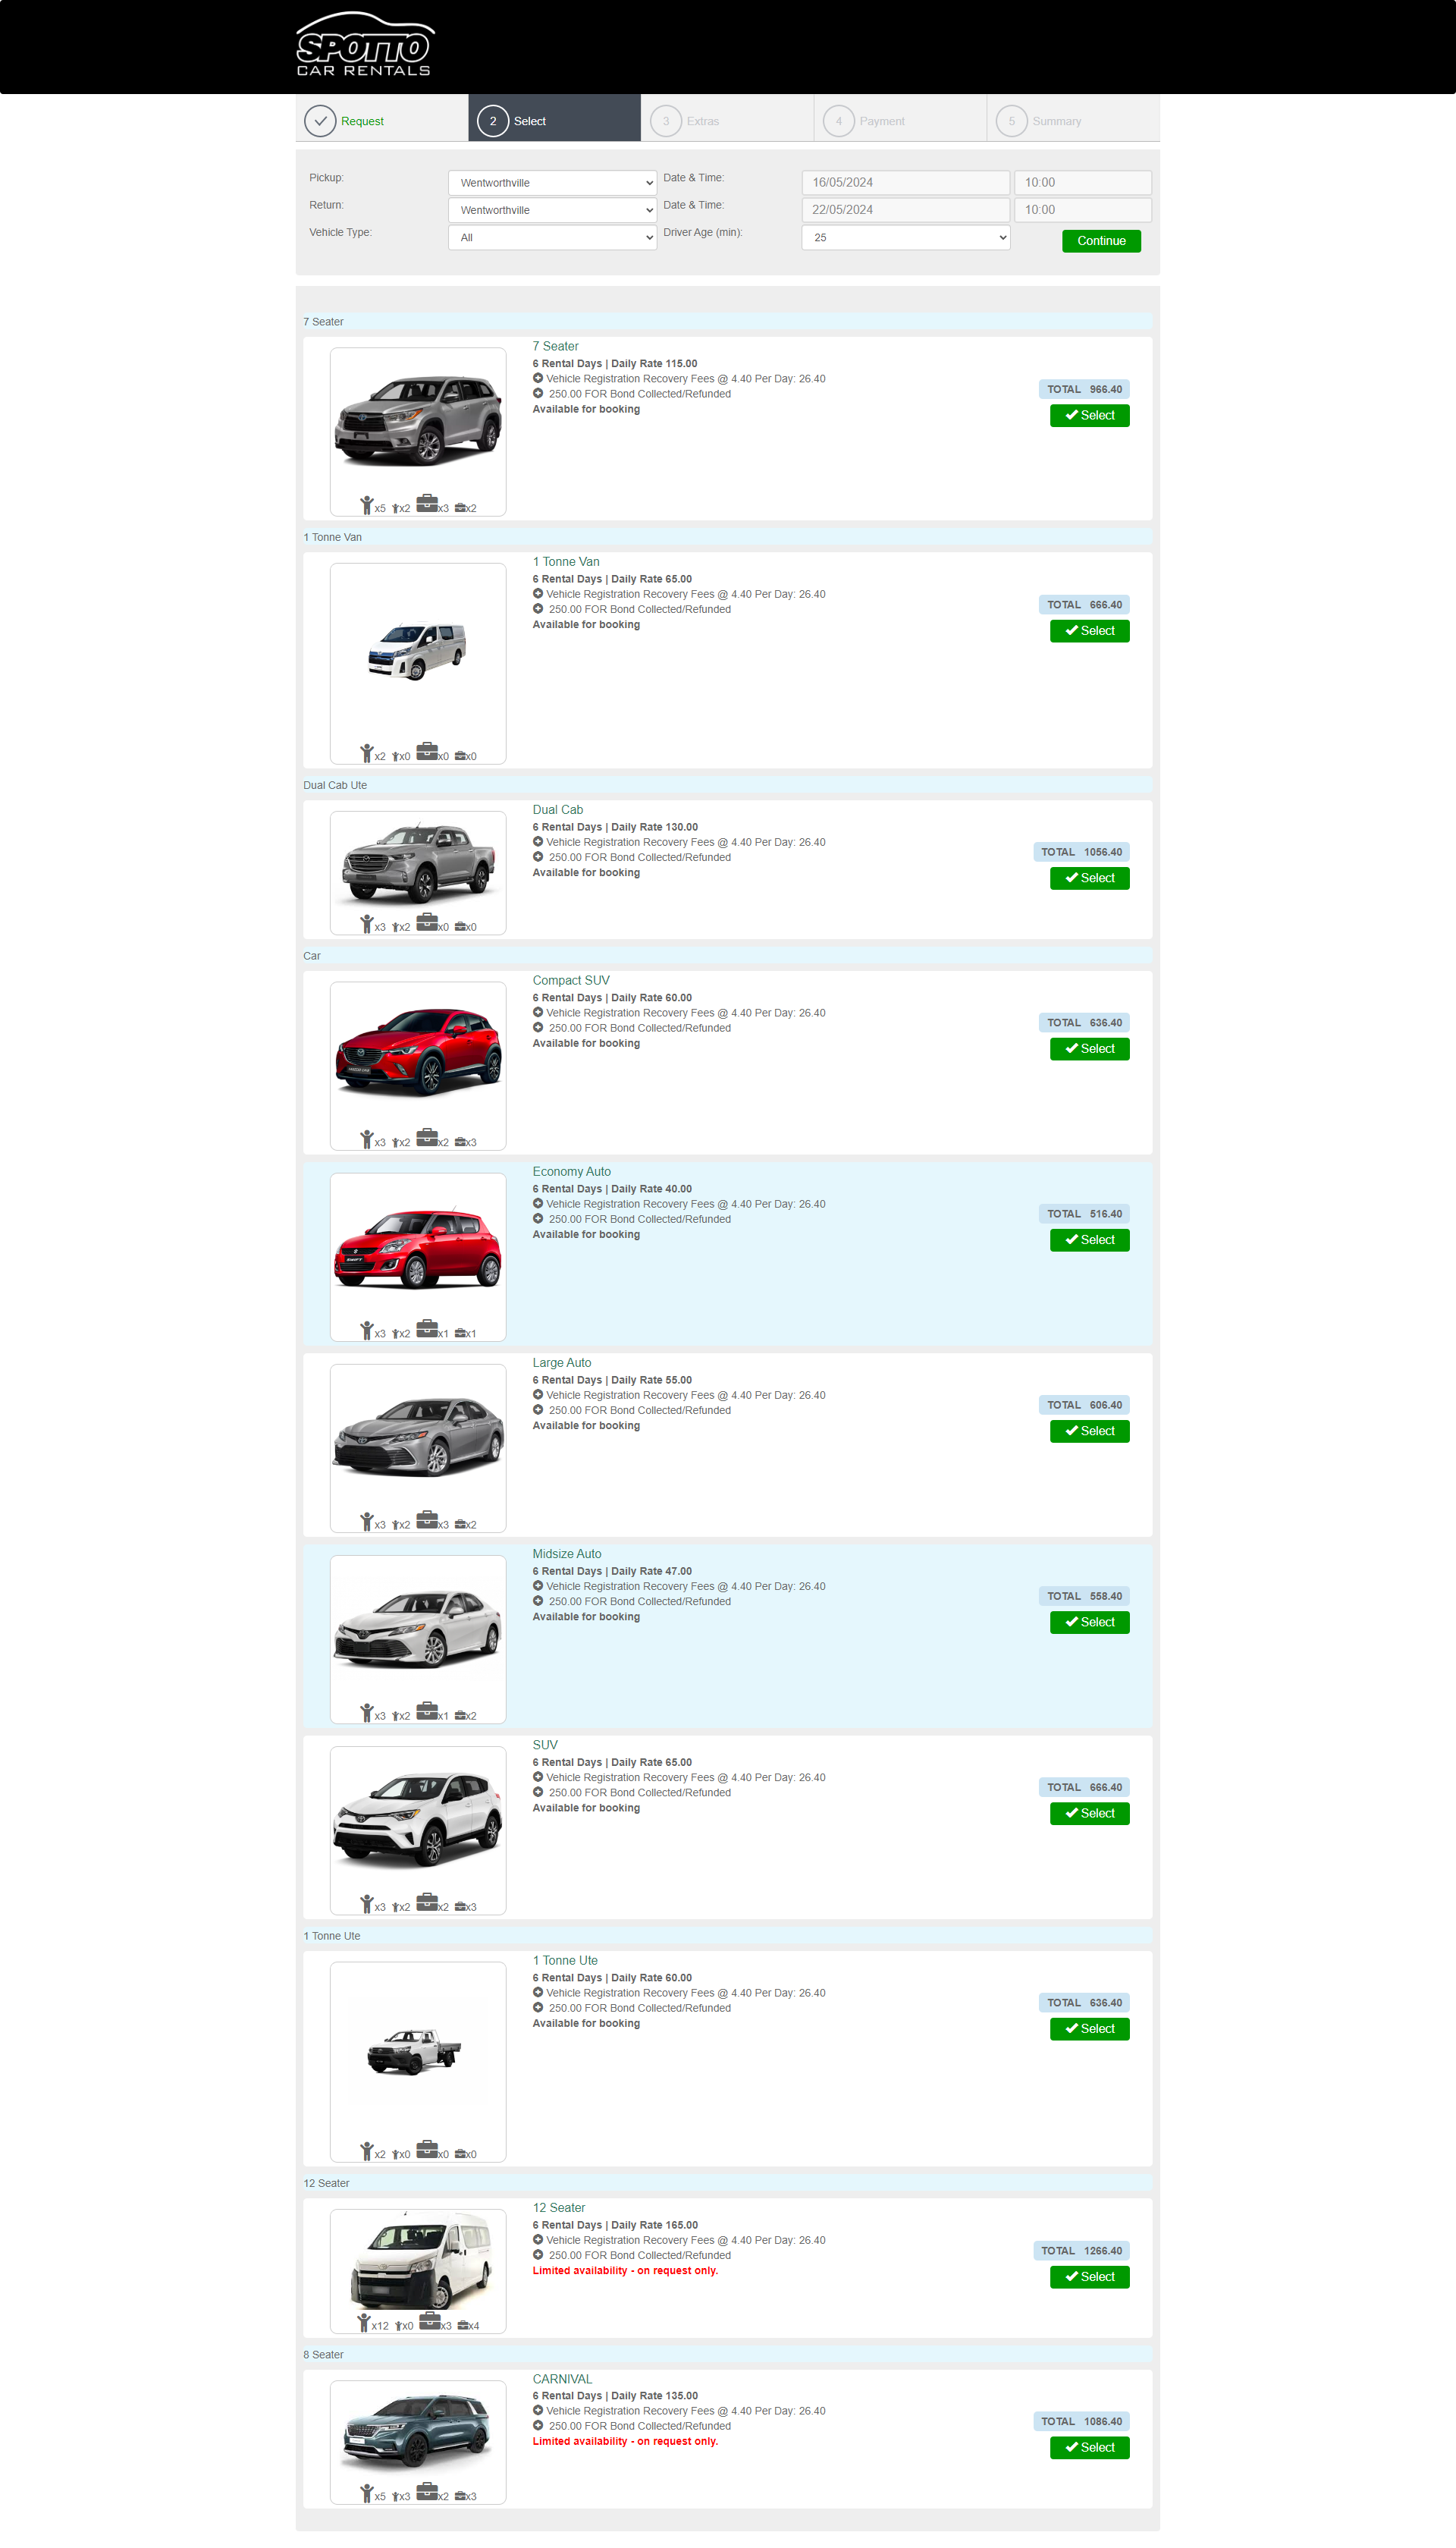 SPOTTO
CAR RENTALS
Request
2 Select
3 Extras
4 Payment
5 Summary
Pickup: Wentworthville Date & Time: 16/05/2024 10:00
Return: Wentworthville Date & Time: 22/05/2024 10:00
Vehicle Type: All Driver Age (min): 25 Continue
7 Seater
7 Seater
6 Rental Days | Daily Rate 115.00
Vehicle Registration Recovery Fees @ 4.40 Per Day: 26.40
250.00 FOR Bond Collected/Refunded
Available for booking
TOTAL 966.40
Select
x5 x2 x3 x2
1 Tonne Van
1 Tonne Van
6 Rental Days | Daily Rate 65.00
Vehicle Registration Recovery Fees @ 4.40 Per Day: 26.40
250.00 FOR Bond Collected/Refunded
Available for booking
TOTAL 666.40
Select
x2 x0 x0 x0
Dual Cab Ute
Dual Cab
6 Rental Days | Daily Rate 130.00
Vehicle Registration Recovery Fees @ 4.40 Per Day: 26.40
250.00 FOR Bond Collected/Refunded
Available for booking
TOTAL 1056.40
Select
x3 x2 x0 x0
Car
Compact SUV
6 Rental Days | Daily Rate 60.00
Vehicle Registration Recovery Fees @ 4.40 Per Day: 26.40
250.00 FOR Bond Collected/Refunded
Available for booking
TOTAL 636.40
Select
x3 x2 x2 x3
Economy Auto
6 Rental Days | Daily Rate 40.00
Vehicle Registration Recovery Fees @ 4.40 Per Day: 26.40
250.00 FOR Bond Collected/Refunded
Available for booking
TOTAL 516.40
Select
SWIFT
x3 x2 x1 x1
Large Auto
6 Rental Days | Daily Rate 55.00
Vehicle Registration Recovery Fees @ 4.40 Per Day: 26.40
250.00 FOR Bond Collected/Refunded
Available for booking
TOTAL 606.40
Select
x3 x2 x3 x2
Midsize Auto
6 Rental Days | Daily Rate 47.00
Vehicle Registration Recovery Fees @ 4.40 Per Day: 26.40
250.00 FOR Bond Collected/Refunded
Available for booking
TOTAL 558.40
Select
x3 x2 x1 x2
SUV
6 Rental Days | Daily Rate 65.00
Vehicle Registration Recovery Fees @ 4.40 Per Day: 26.40
250.00 FOR Bond Collected/Refunded
Available for booking
TOTAL 666.40
Select
x3 x2 x2 x3
1 Tonne Ute
1 Tonne Ute
6 Rental Days | Daily Rate 60.00
Vehicle Registration Recovery Fees @ 4.40 Per Day: 26.40
250.00 FOR Bond Collected/Refunded
Available for booking
TOTAL 636.40
Select
x2 x0 x0 x0
12 Seater
12 Seater
6 Rental Days | Daily Rate 165.00
Vehicle Registration Recovery Fees @ 4.40 Per Day: 26.40
250.00 FOR Bond Collected/Refunded
Limited availability - on request only.
TOTAL 1266.40
Select
x12 x0 x3 x4
8 Seater
CARNIVAL
6 Rental Days | Daily Rate 135.00
Vehicle Registration Recovery Fees @ 4.40 Per Day: 26.40
250.00 FOR Bond Collected/Refunded
Limited availability - on request only.
TOTAL 1086.40
Select
x5 x3 x2 x3